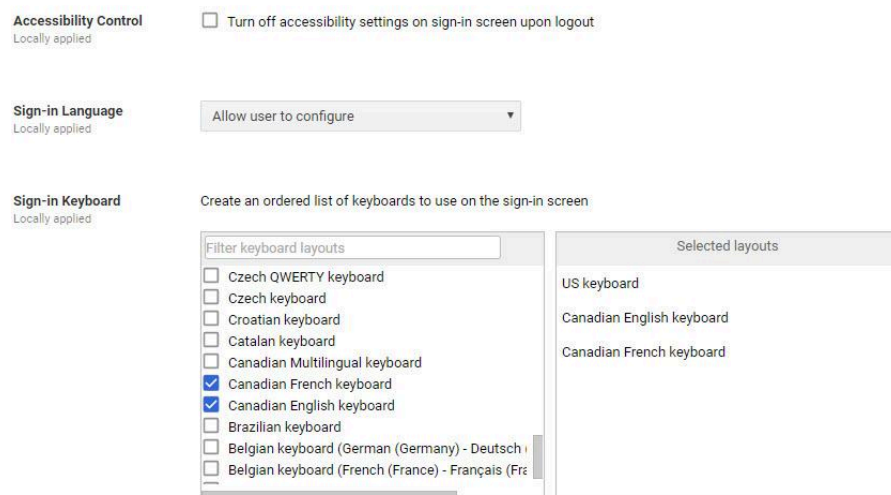 Accessibility Control
Locally applied
Turn off accessibility settings on sign-in screen upon logout
Sign-in Language
Locally applied
Allow user to configure
Sign-in Keyboard
Locally applied
Create an ordered list of keyboards to use on the sign-in screen
Filter keyboard layouts
Czech QWERTY keyboard
Czech keyboard
Croatian keyboard
Catalan keyboard
Canadian Multilingual keyboard
Canadian French keyboard
Canadian English keyboard
Brazilian keyboard
Belgian keyboard (German (Germany) - Deutsch
Belgian keyboard (French (France) - Français (Fra
Selected layouts
US keyboard
Canadian English keyboard
Canadian French keyboard